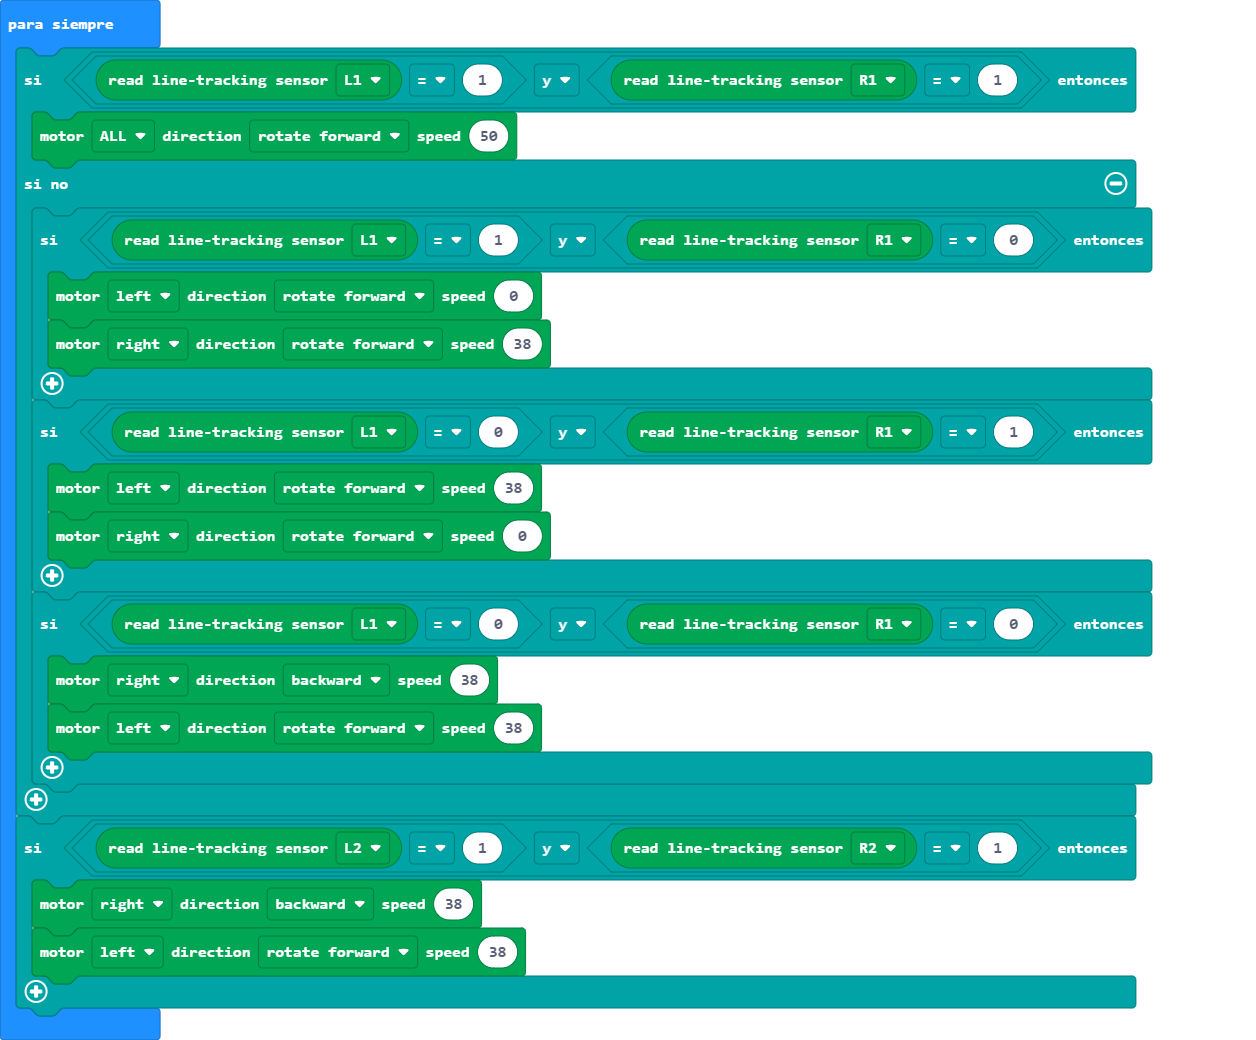 para siempre
si read line-tracking sensor L1 = 1 y read line-tracking sensor R1 = 1 entonces
motor ALL direction rotate forward speed 50
si no
si read line-tracking sensor L1 = 1 y read line-tracking sensor R1 = 0 entonces
motor left direction rotate forward speed 0
motor right direction rotate forward speed 38
si read line-tracking sensor L1 = 0 y read line-tracking sensor R1 = 1 entonces
motor left direction rotate forward speed 38
motor right direction rotate forward speed 0
si read line-tracking sensor L1 = 0 y read line-tracking sensor R1 = 0 entonces
motor right direction backward speed 38
motor left direction rotate forward speed 38
si read line-tracking sensor L2 = 1 y read line-tracking sensor R2 = 1 entonces
motor right direction backward speed 38
motor left direction rotate forward speed 38